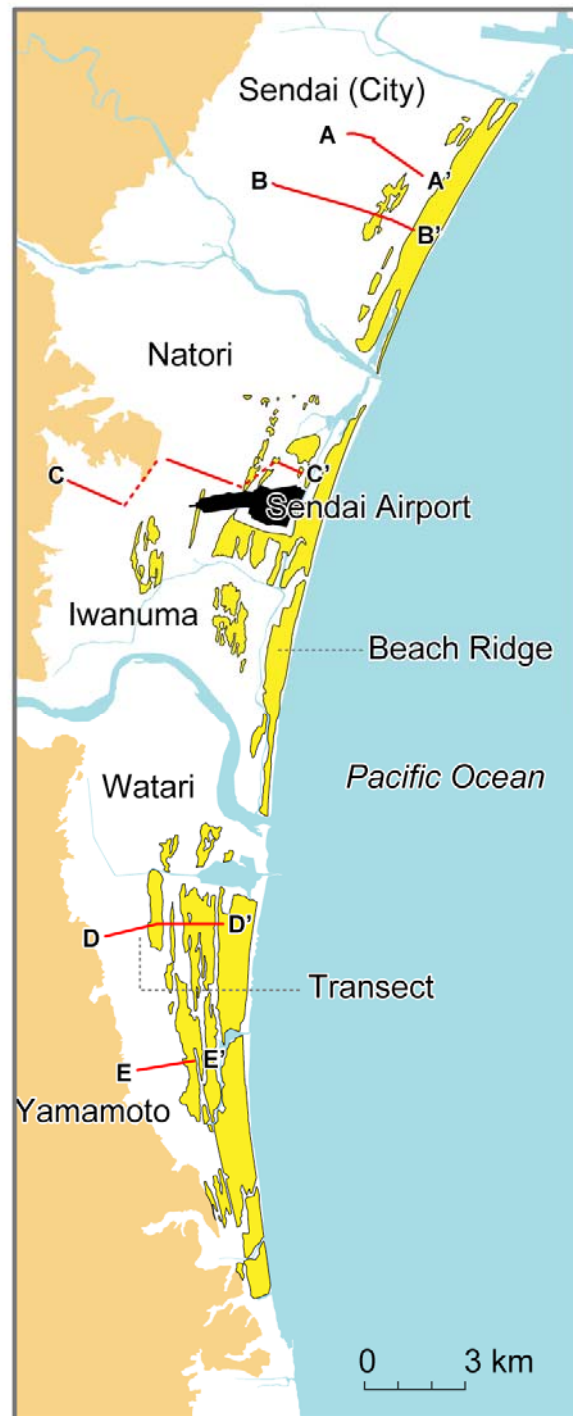 Sendai (City)
A
A'
B
B'
Natori
C
C'
Sendai Airport
Iwanuma
Beach Ridge
Pacific Ocean
Watari
D
D'
Transect
E
E'
Yamamoto
0 3 km